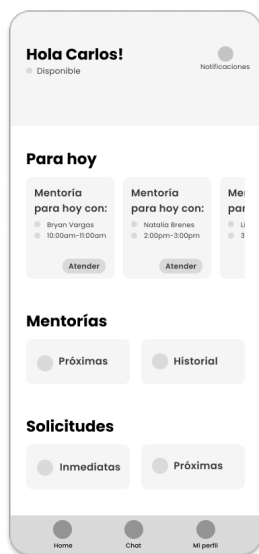 Hola Carlos!
Disponible
Notificaciones
Para hoy
Mentoría
para hoy con:
Bryan Vargas
10:00am-11:00am
Atender
Mentoría
para hoy con:
Natalia Brenes
2:00pm-3:00pm
Atender
Mentorías
Próximas
Historial
Solicitudes
Inmediatas
Próximas
Home
Chat
Mi perfil